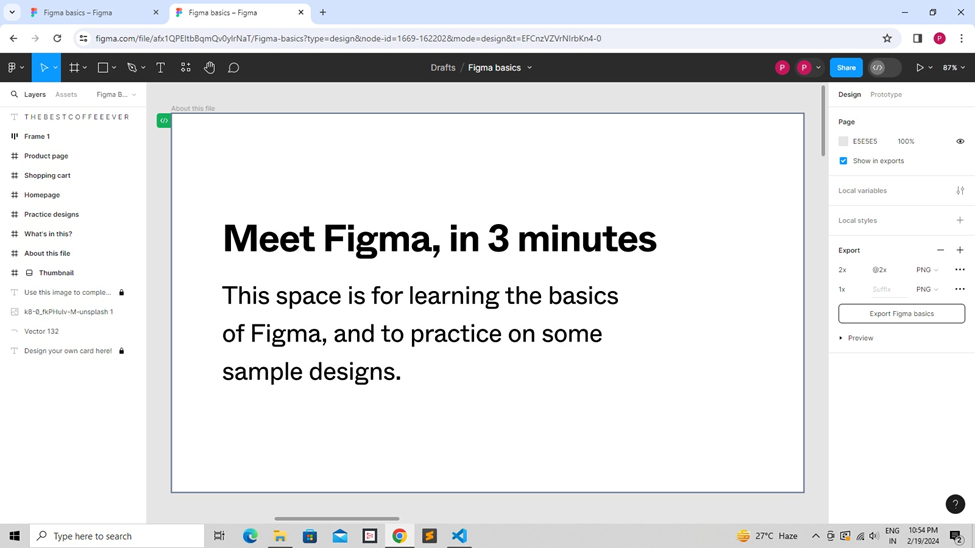 Figma basics – Figma
Figma basics – Figma
figma.com/file/afx1QPEItbBqmQv0yIrNaT/Figma-basics?type=design&node-id=1669-162202&mode=design&t=EFCnzVZVrNIrbKn4-0
P
Drafts / Figma basics
P
P
Share
87%
Layers
Assets
Figma B...
Design
Prototype
T H E B E S T C O F F E E E V E R
Frame 1
Product page
Shopping cart
Homepage
Practice designs
What's in this?
About this file
Thumbnail
Use this image to comple...
k8-0_fkPHulv-M-unsplash 1
Vector 132
Design your own card here!
About this file
Meet Figma, in 3 minutes
This space is for learning the basics
of Figma, and to practice on some
sample designs.
Page
E5E5E5 100%
Show in exports
Local variables
Local styles
Export
2x @2x PNG
1x Suffix PNG
Export Figma basics
Preview
?
Type here to search
27°C Haze
ENG
IN
10:54 PM
2/19/2024
2